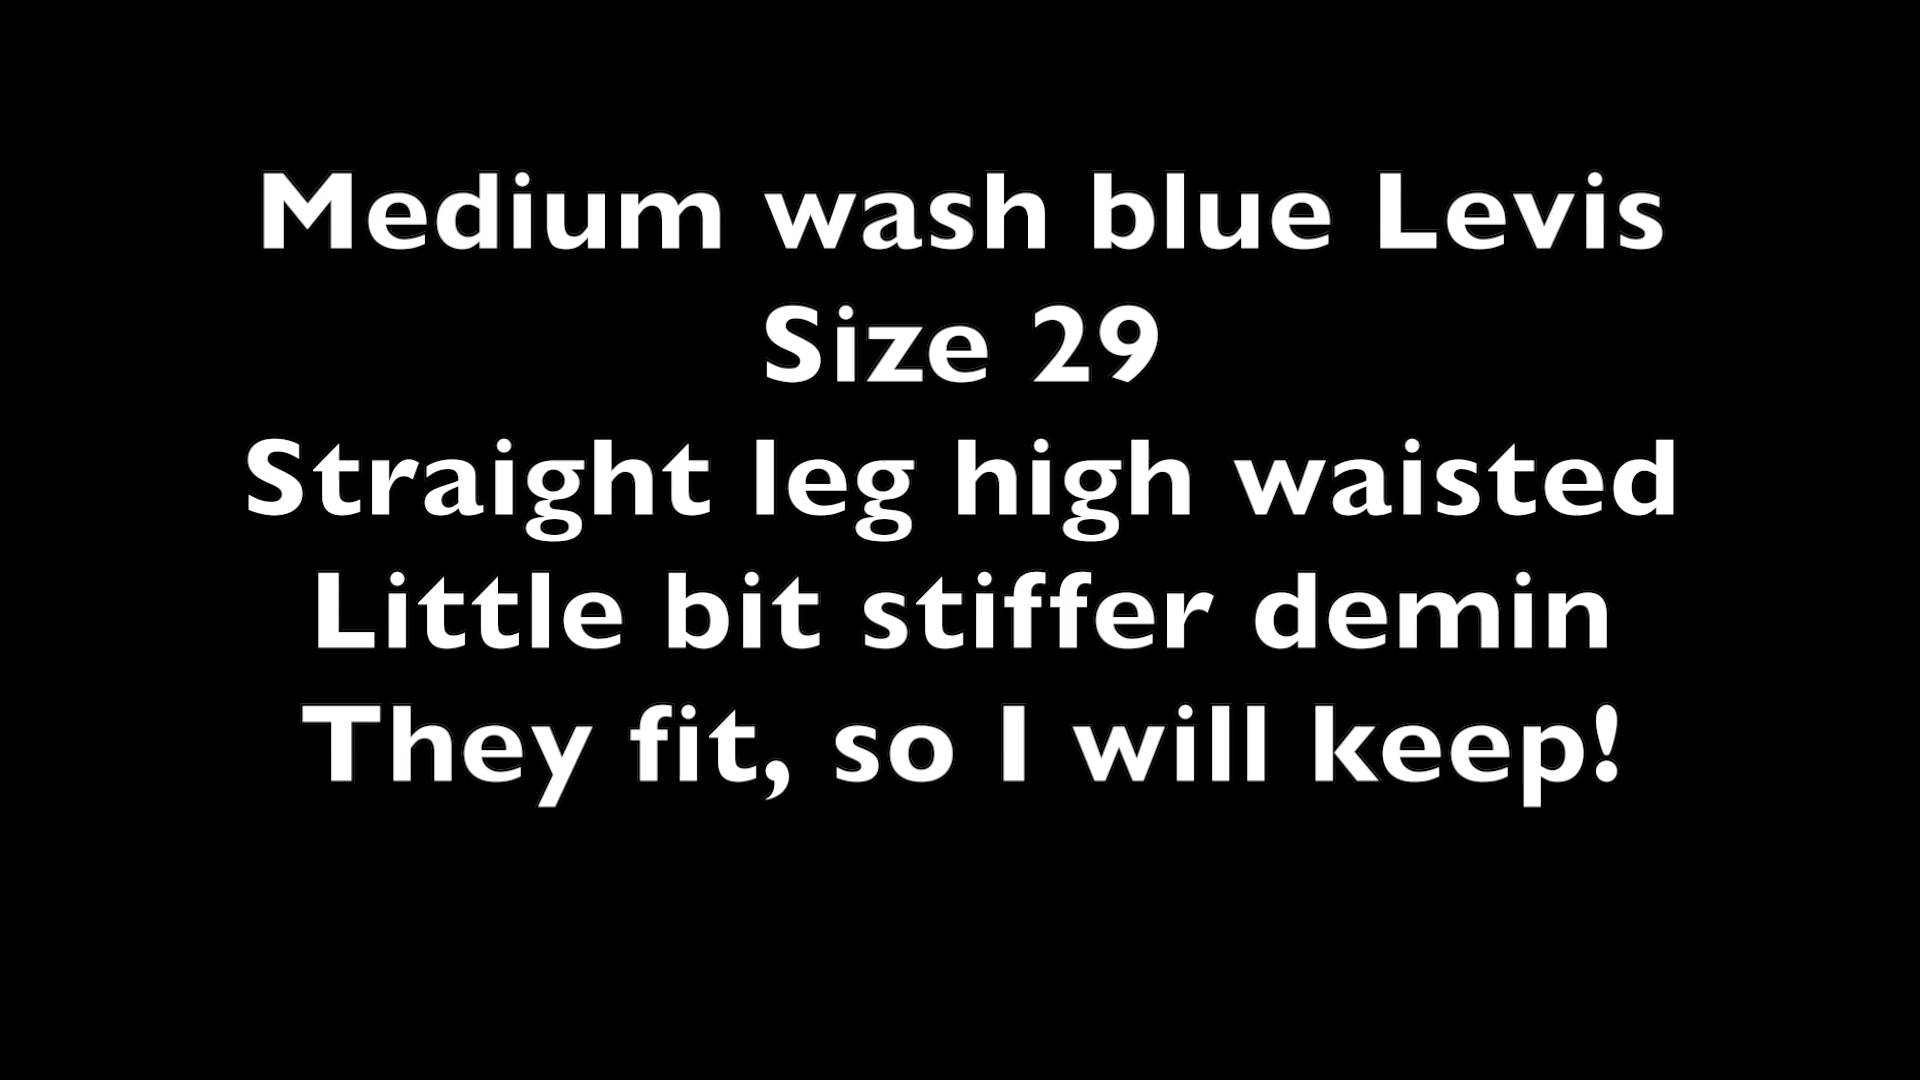 Medium wash blue Levis
Size 29
Straight leg high waisted
Little bit stiffer demin
They fit, so I will keep!